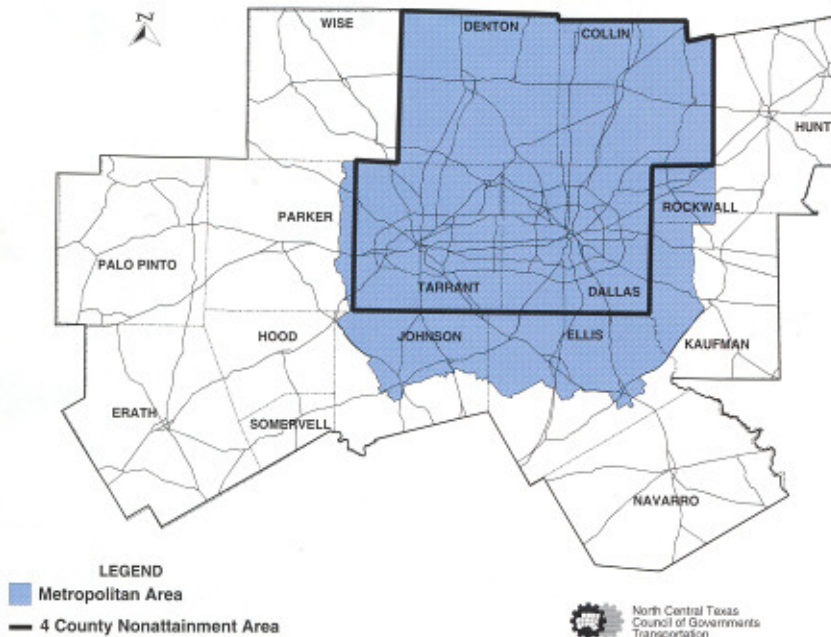 N
WISE
DENTON
COLLIN
HUNT
PARKER
ROCKWALL
PALO PINTO
TARRANT
DALLAS
HOOD
JOHNSON
ELLIS
KAUFMAN
ERATH
SOMERVELL
NAVARRO
LEGEND
Metropolitan Area
4 County Nonattainment Area
North Central Texas
Council of Governments
Transportation